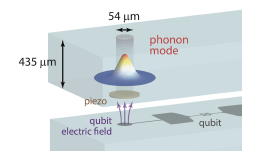 54 μm
phonon
mode
435 μm
piezo
qubit
electric field
qubit